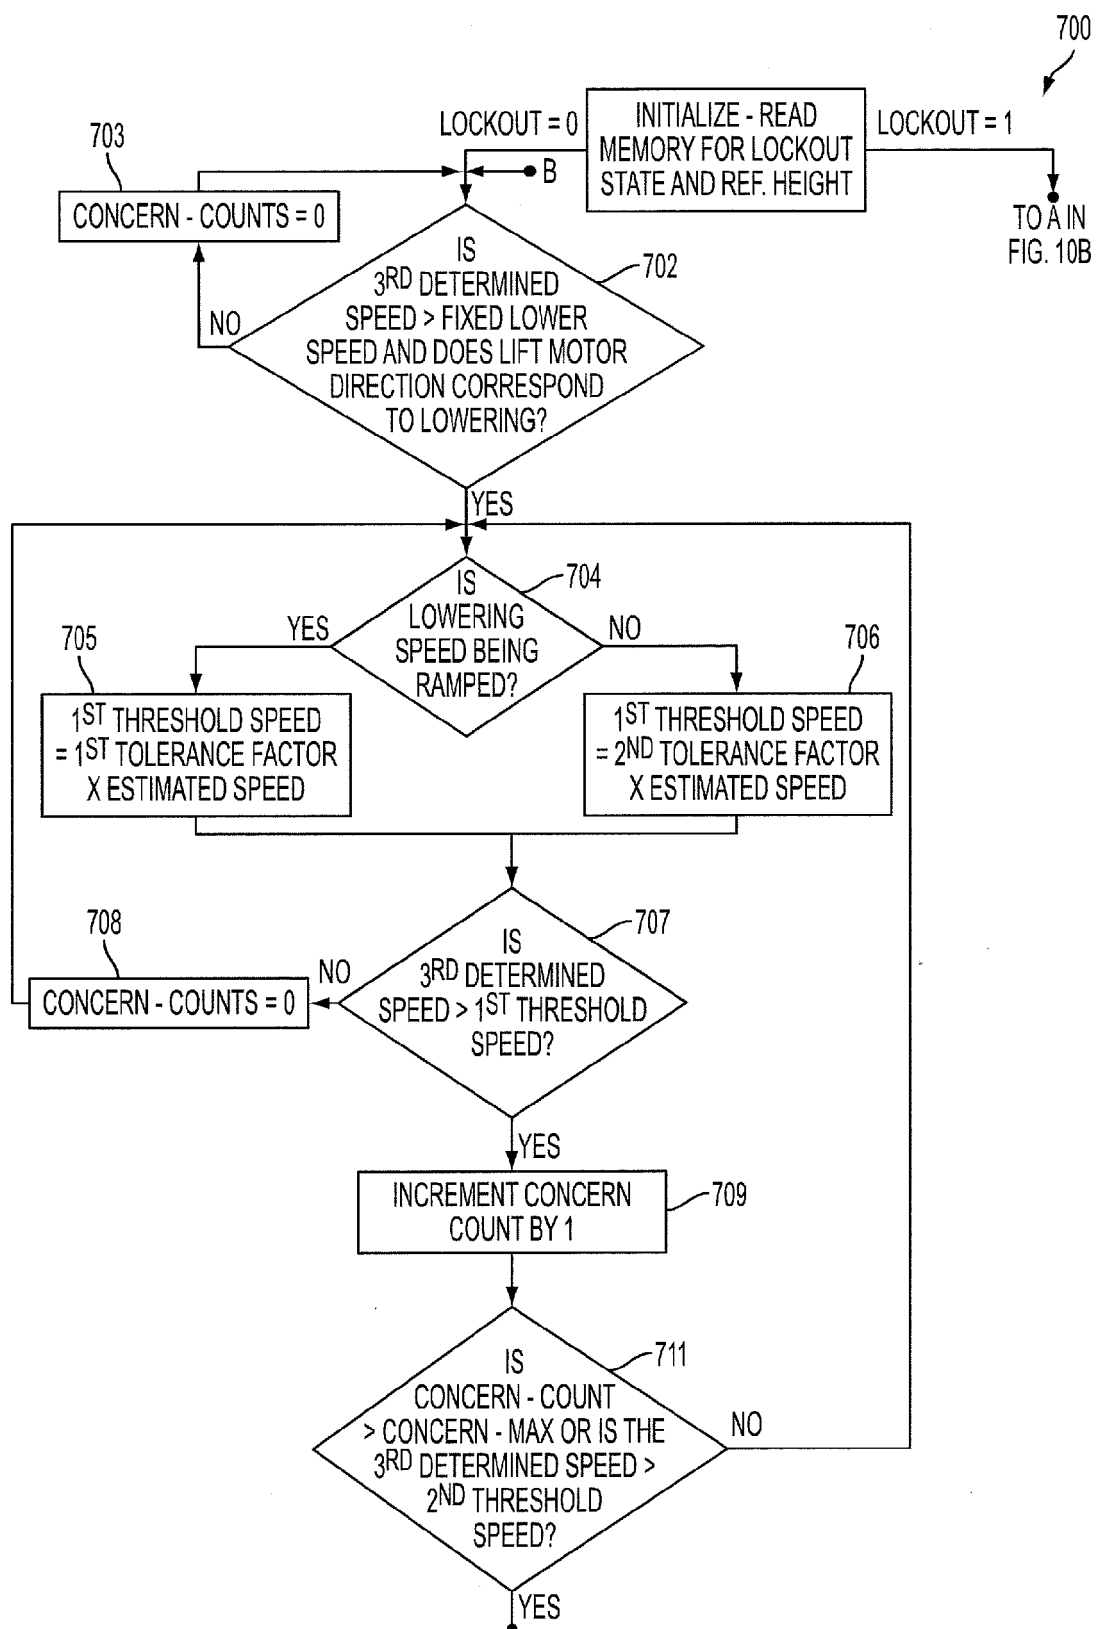 700
LOCKOUT = 0
INITIALIZE - READ
MEMORY FOR LOCKOUT
STATE AND REF. HEIGHT
LOCKOUT = 1
TO A IN
FIG. 10B
B
703
CONCERN - COUNTS = 0
702
IS
3RD DETERMINED
SPEED > FIXED LOWER
SPEED AND DOES LIFT MOTOR
DIRECTION CORRESPOND
TO LOWERING?
NO
YES
704
IS
LOWERING
SPEED BEING
RAMPED?
YES
NO
705
1ST THRESHOLD SPEED
= 1ST TOLERANCE FACTOR
X ESTIMATED SPEED
706
1ST THRESHOLD SPEED
= 2ND TOLERANCE FACTOR
X ESTIMATED SPEED
707
IS
3RD DETERMINED
SPEED > 1ST THRESHOLD
SPEED?
NO
708
CONCERN - COUNTS = 0
YES
INCREMENT CONCERN
COUNT BY 1
709
711
IS
CONCERN - COUNT
> CONCERN - MAX OR IS THE
3RD DETERMINED SPEED >
2ND THRESHOLD
SPEED?
NO
YES